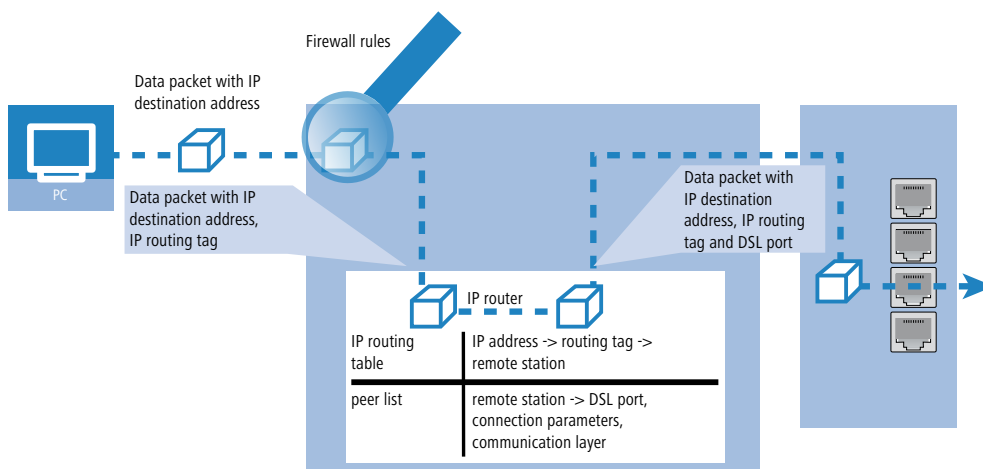 Firewall rules
Data packet with IP
destination address
PC
Data packet with IP
destination address,
IP routing tag
Data packet with
IP destination
address, IP routing
tag and DSL port
IP router
IP routing
table
IP address -> routing tag ->
remote station
peer list
remote station -> DSL port,
connection parameters,
communication layer